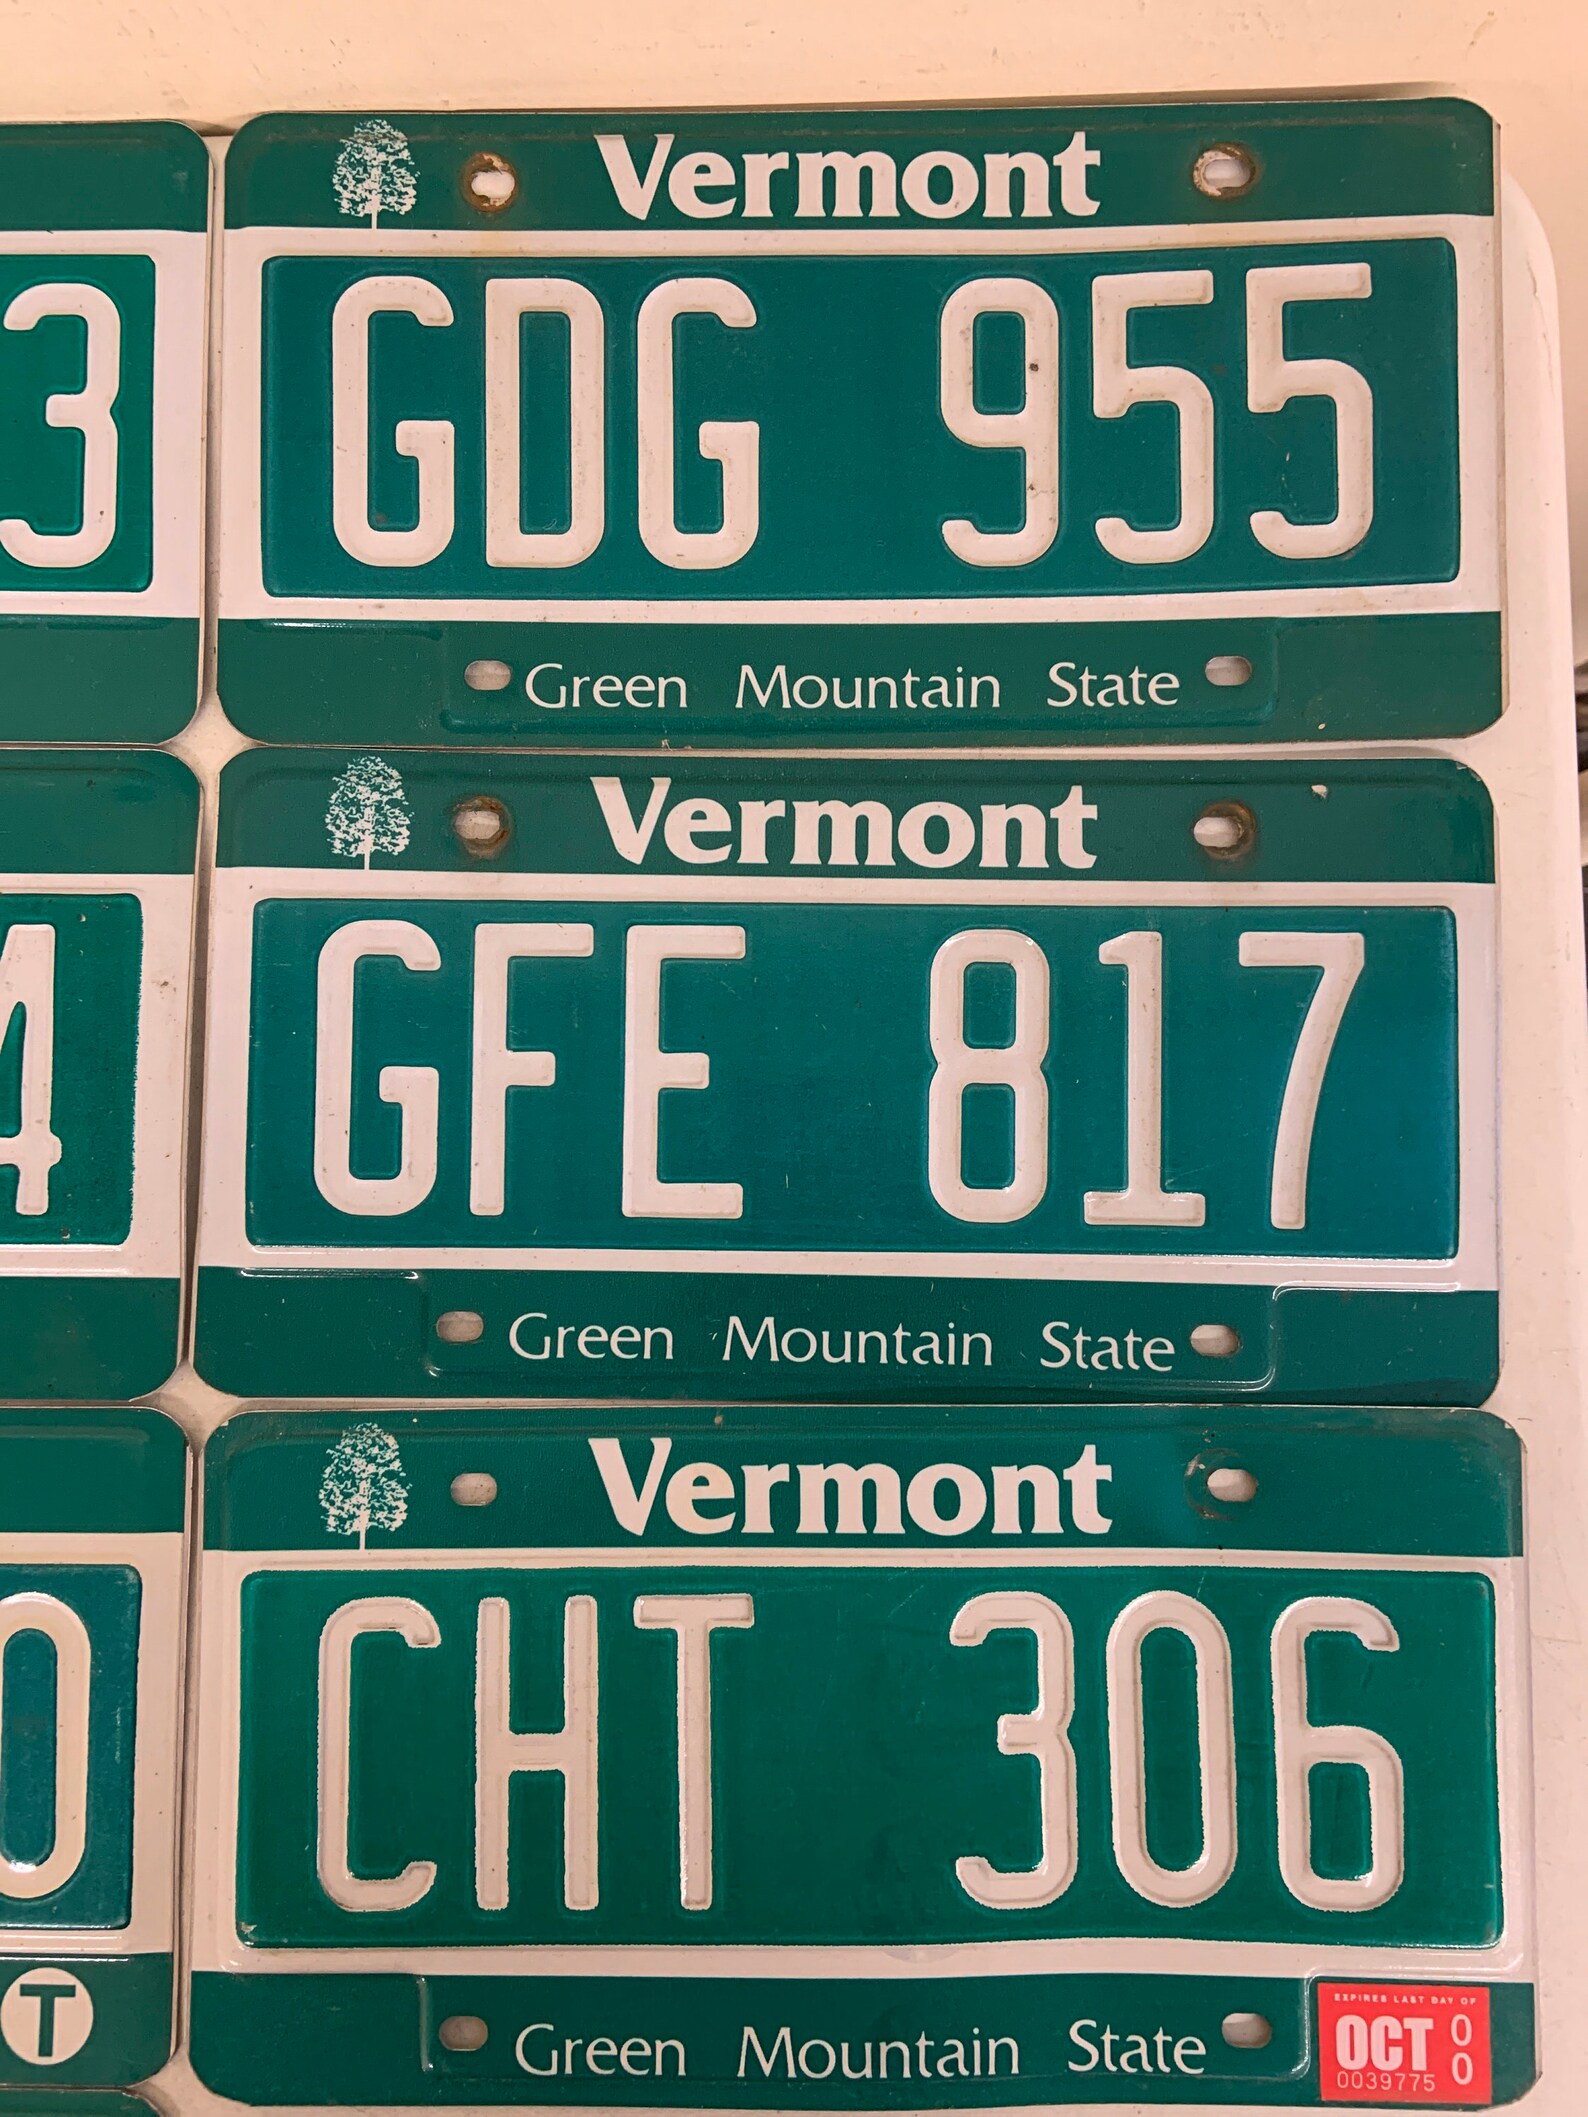 3
Vermont
GDG 955
Green Mountain State
4
Vermont
GFE 817
Green Mountain State
0
T
Vermont
CHT 306
Green Mountain State
EXPIRES LAST DAY OF
OCT 00
0039775